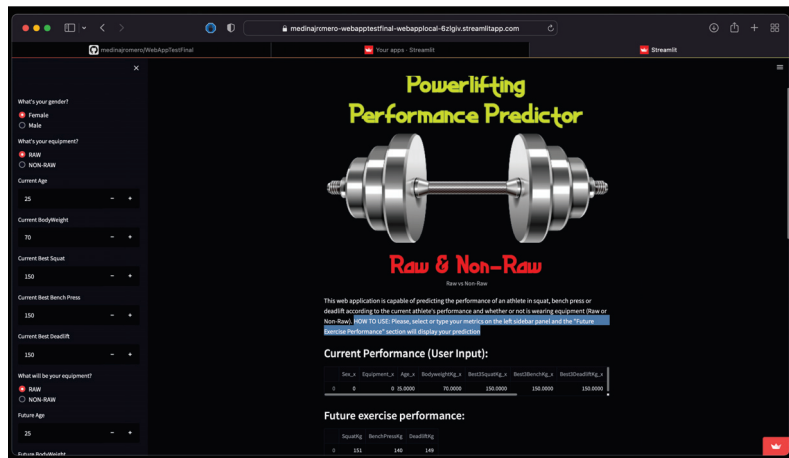 medinajromero-webapptestfinal-webapplocal-6zlgiv.streamlitapp.com
medinajromero/WebAppTestFinal
Your apps · Streamlit
Streamlit
What's your gender?
Female
Male
What's your equipment?
RAW
NON-RAW
Current Age
25
Current BodyWeight
70
Current Best Squat
150
Current Best Bench Press
150
Current Best Deadlift
150
What will be your equipment?
RAW
NON-RAW
Future Age
25
Future BodyWeight
Powerlifting
Performance Predictor
Raw & Non-Raw
Raw vs Non-Raw
This web application is capable of predicting the performance of an athlete in squat, bench press or
deadlift according to the current athlete's performance and whether or not is wearing equipment (Raw or
Non-Raw). HOW TO USE: Please, select or type your metrics on the left sidebar panel and the "Future
Exercise Performance" section will display your prediction
Current Performance (User Input):
Sex_x Equipment_x Age_x BodyweightKg_x Best3SquatKg_x Best3BenchKg_x Best3DeadliftKg_x
0 0 0 25.0000 70.0000 150.0000 150.0000 150.0000
Future exercise performance:
SquatKg BenchPressKg DeadliftKg
0 151 140 149